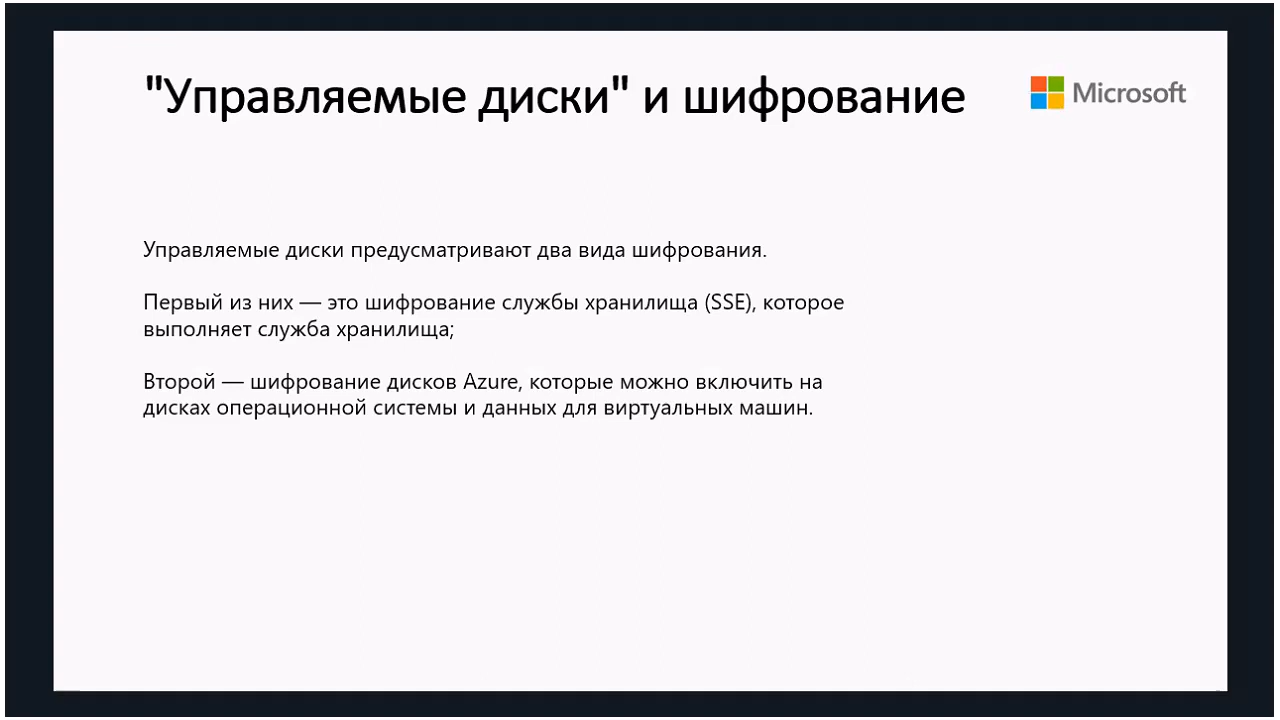 "Управляемые диски" и шифрование
Microsoft
Управляемые диски предусматривают два вида шифрования.
Первый из них — это шифрование службы хранилища (SSE), которое
выполняет служба хранилища;
Второй — шифрование дисков Azure, которые можно включить на
дисках операционной системы и данных для виртуальных машин.